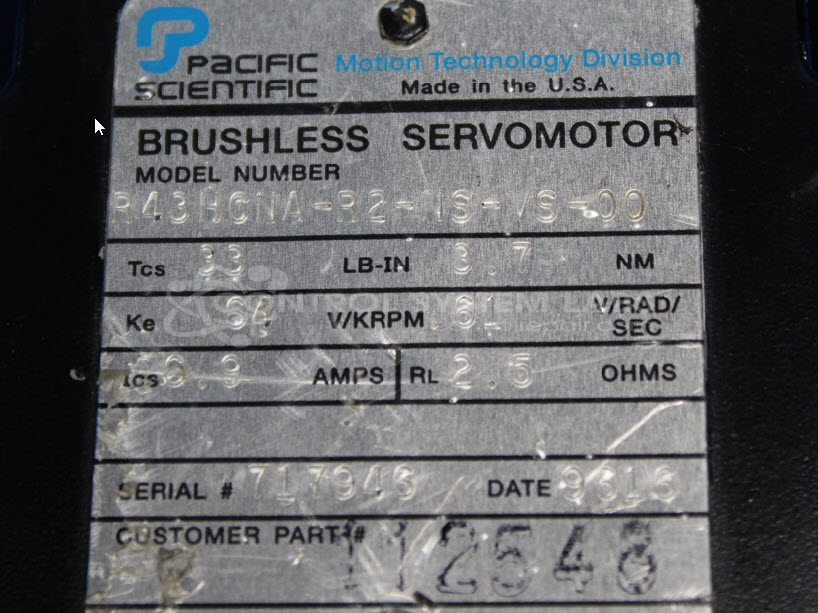 PACIFIC SCIENTIFIC Motion Technology Division
Made in the U.S.A.
BRUSHLESS SERVOMOTOR
MODEL NUMBER
R43HCNA-R2-NS-VS-00
Tcs 33 LB-IN 3.7 NM
Ke 64 V/KRPM .61 V/RAD/SEC
Ics 6.9 AMPS RL 2.5 OHMS
SERIAL # 717946 DATE 9616
CUSTOMER PART # 112548